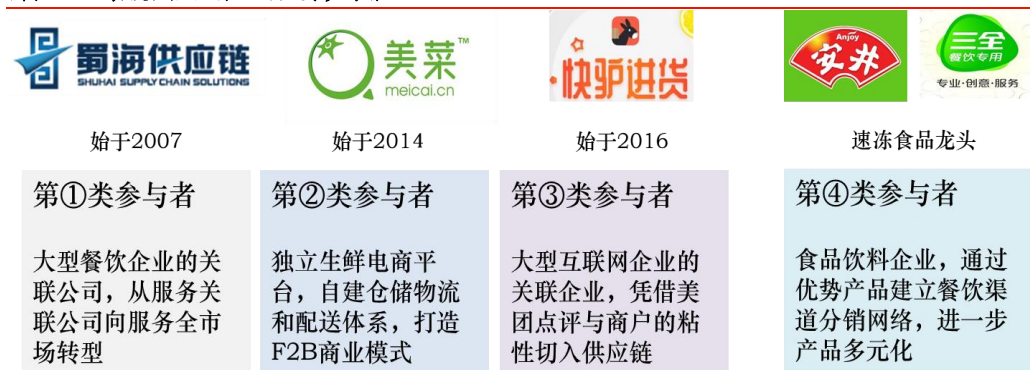 蜀海供应链
SHUHAI SUPPLY CHAIN SOLUTIONS
美菜™
meicai.cn
快驴进货
Anjoy
安井
三全
餐饮专用
专业·创意·服务
始于2007
始于2014
始于2016
速冻食品龙头
第①类参与者
大型餐饮企业的关
联公司，从服务关
联公司向服务全市
场转型
第②类参与者
独立生鲜电商平
台，自建仓储物流
和配送体系，打造
F2B商业模式
第③类参与者
大型互联网企业的
关联企业，凭借美
团点评与商户的粘
性切入供应链
第④类参与者
食品饮料企业，通过
优势产品建立餐饮渠
道分销网络，进一步
产品多元化